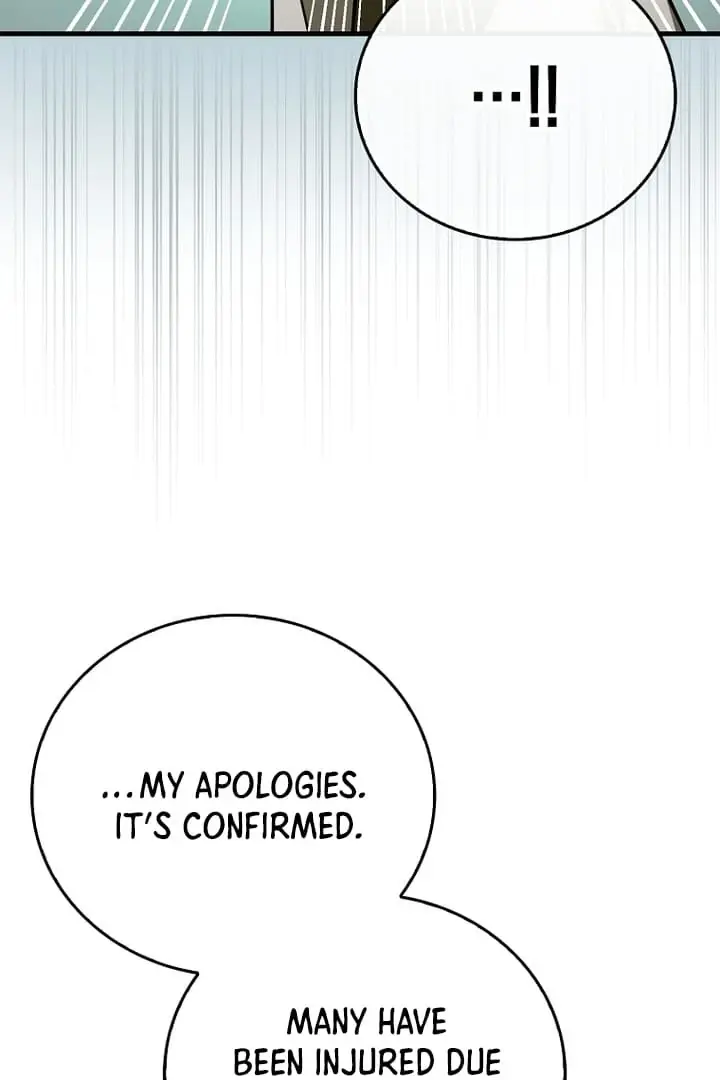 ...!!
...MY APOLOGIES.
IT'S CONFIRMED.
MANY HAVE
BEEN INJURED DUE